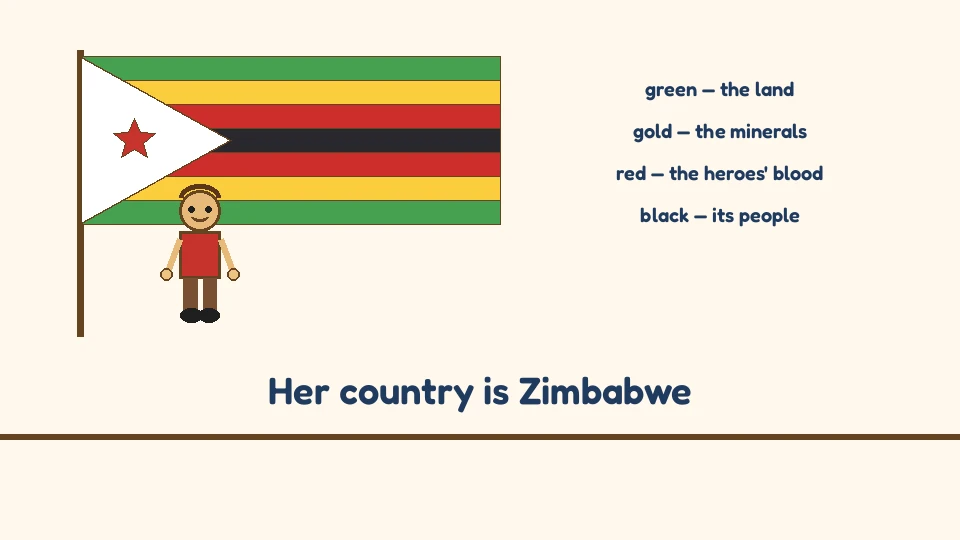 green – the land
gold – the minerals
red – the heroes' blood
black – its people
Her country is Zimbabwe